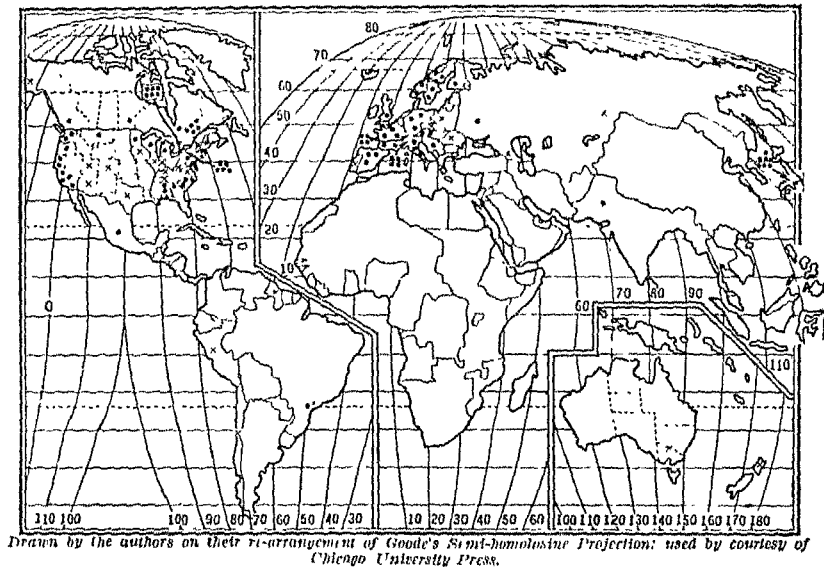 80
70
60
50
40
30
20
10
0
60 70 80 90
110
110 100 100 90 80 70 60 50 40 30 10 20 30 40 50 60 100 110 120 130 140 150 160 170 180
Drawn by the authors on their re-arrangement of Goode's Semi-homolosine Projection; used by courtesy of
Chicago University Press.